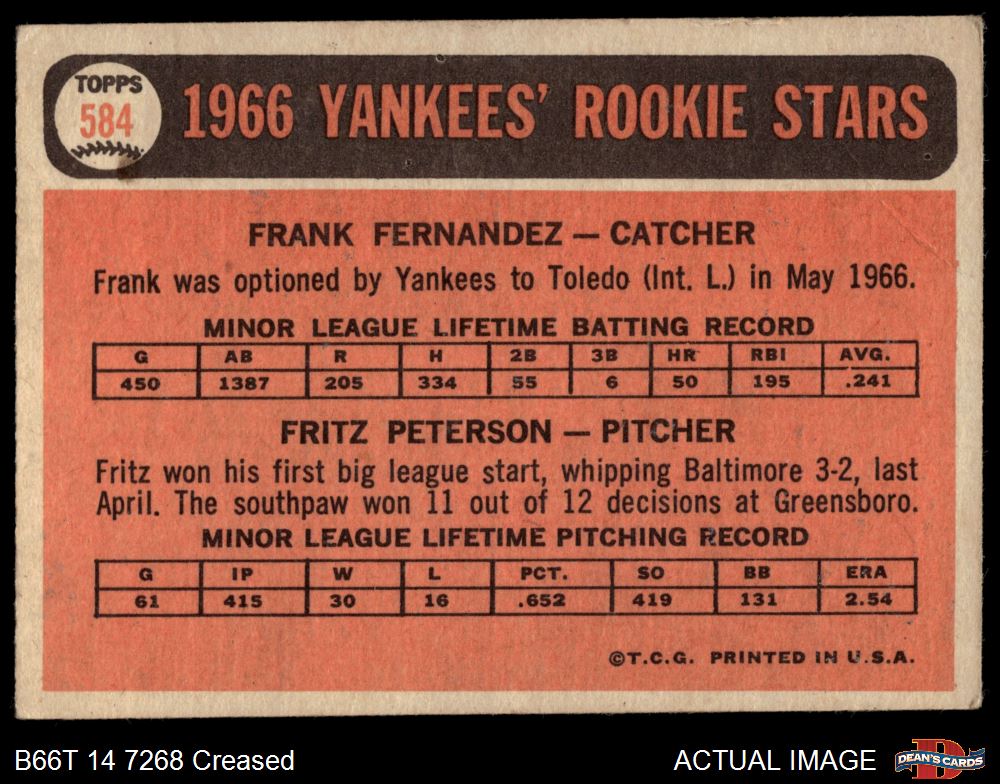 TOPPS
584
1966 YANKEES' ROOKIE STARS
FRANK FERNANDEZ — CATCHER
Frank was optioned by Yankees to Toledo (Int. L.) in May 1966.
MINOR LEAGUE LIFETIME BATTING RECORD
G AB R H 2B 3B HR RBI AVG.
450 1387 205 334 55 6 50 195 .241
FRITZ PETERSON — PITCHER
Fritz won his first big league start, whipping Baltimore 3-2, last
April. The southpaw won 11 out of 12 decisions at Greensboro.
MINOR LEAGUE LIFETIME PITCHING RECORD
G IP W L PCT. SO BB ERA
61 415 30 16 .652 419 131 2.54
©T.C.G. PRINTED IN U.S.A.
B66T 14 7268 Creased
ACTUAL IMAGE
D
DEAN'S CARDS